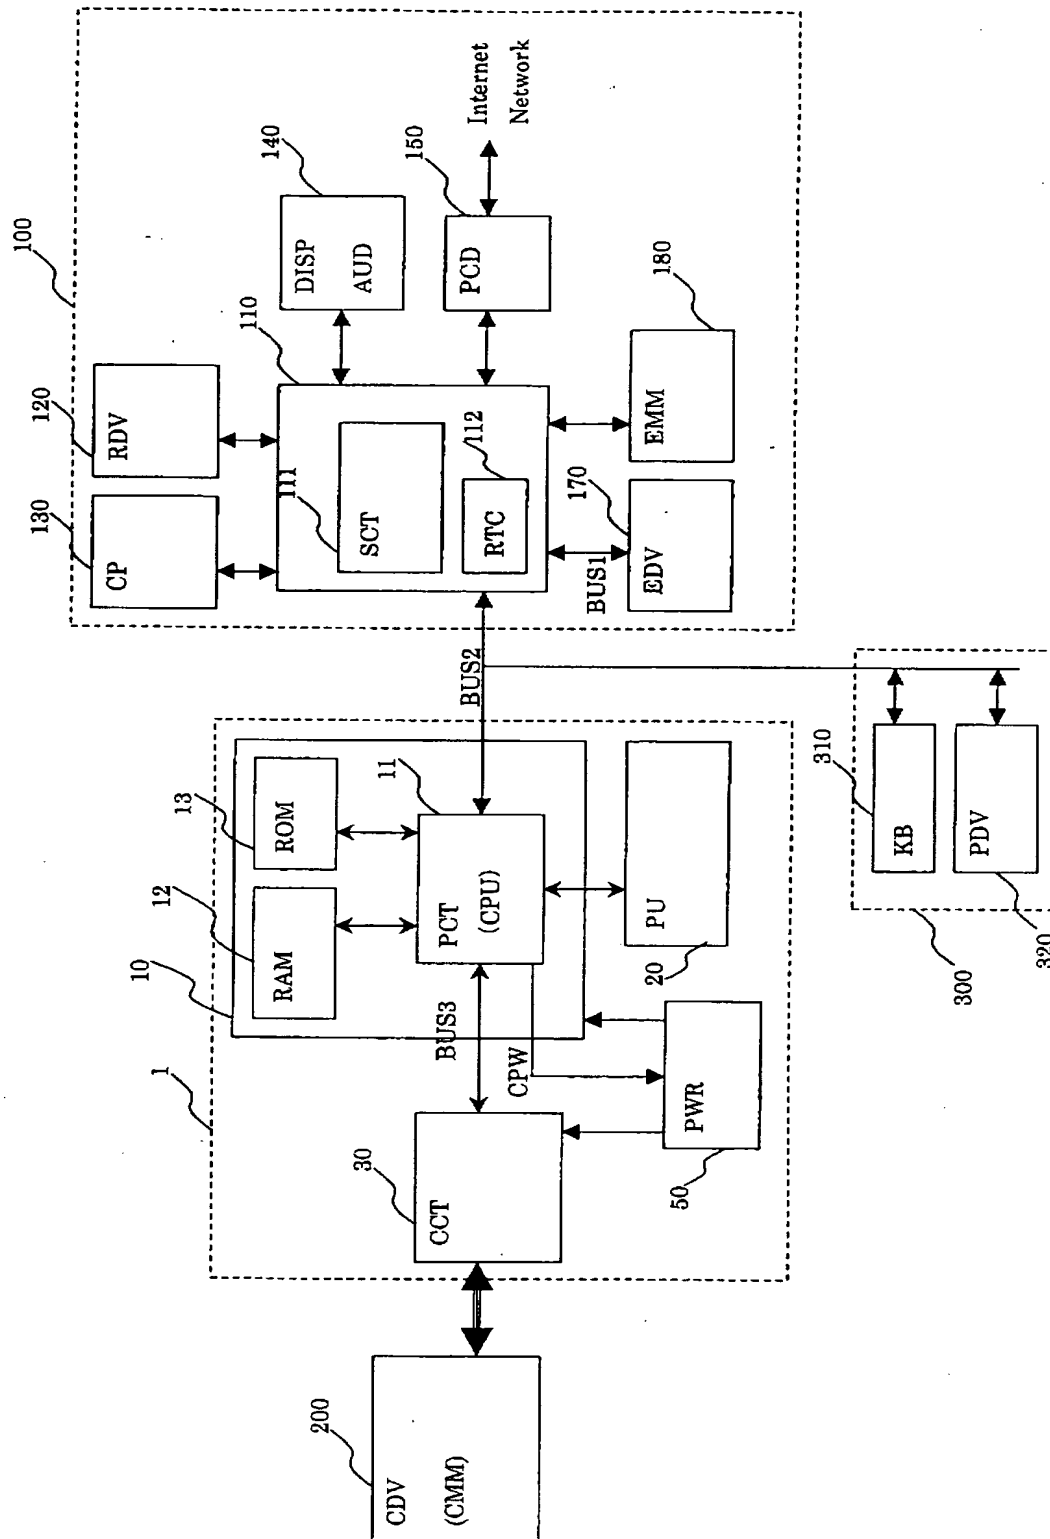 200
CDV
(CMM)
1
10
12
RAM
13
ROM
30
CCT
BUS3
CPW
11
PCT
(CPU)
50
PWR
20
PU
BUS2
100
130
CP
120
RDV
110
111
SCT
112
RTC
140
DISP
AUD
150
PCD
Internet
Network
BUS1
170
EDV
180
EMM
300
310
KB
320
PDV